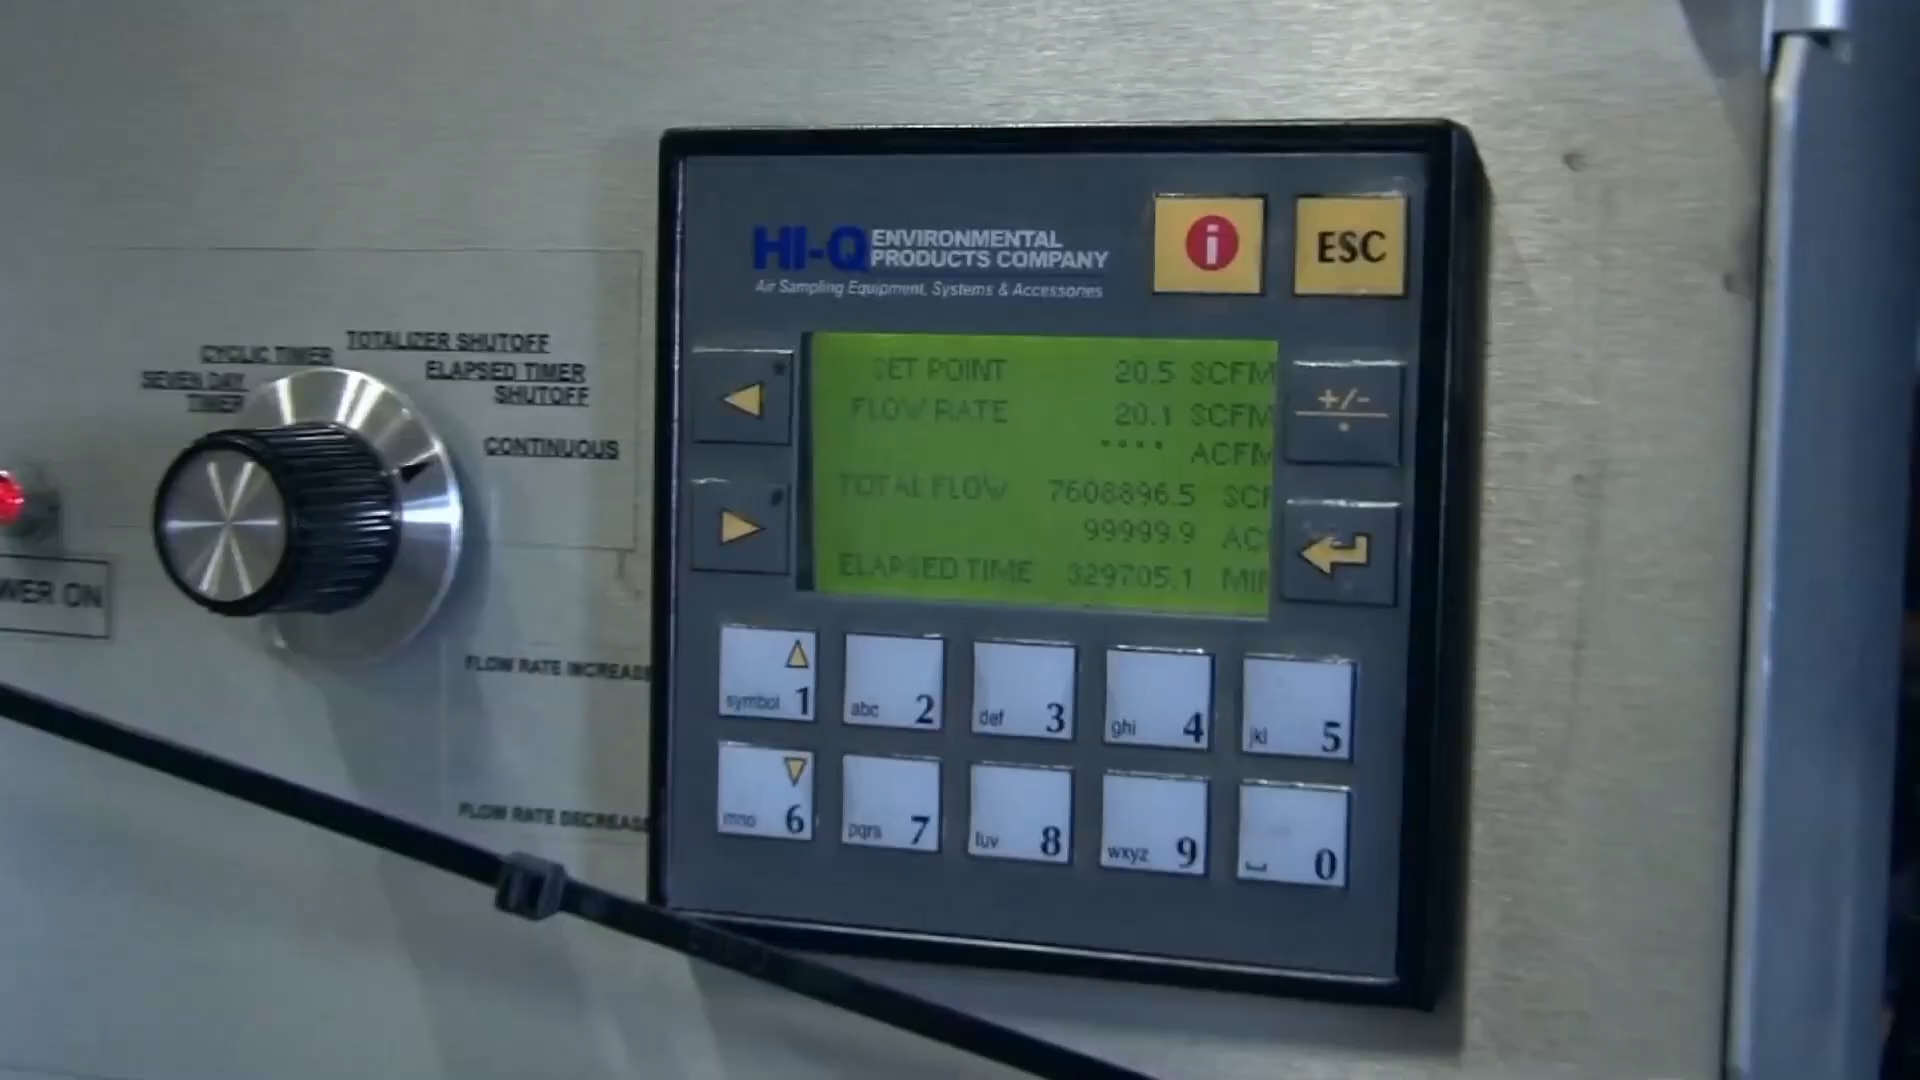 HI-Q ENVIRONMENTAL
PRODUCTS COMPANY
Air Sampling Equipment, Systems & Accessories
ESC
TOTALIZER SHUTOFF
CYCLIC TIMER
ELAPSED TIMER
SHUTOFF
SEVEN DAY
TIMER
CONTINUOUS
WER ON
FLOW RATE INCREASE
FLOW RATE DECREASE
SET POINT 20.5 SCFM
FLOW RATE 20.1 SCFM
**** ACFM
TOTAL FLOW 7608896.5 SCF
99999.9 AC
ELAPSED TIME 329705.1 MIN
+/-
symbol 1
abc 2
def 3
ghi 4
jkl 5
mno 6
pqrs 7
tuv 8
wxyz 9
0